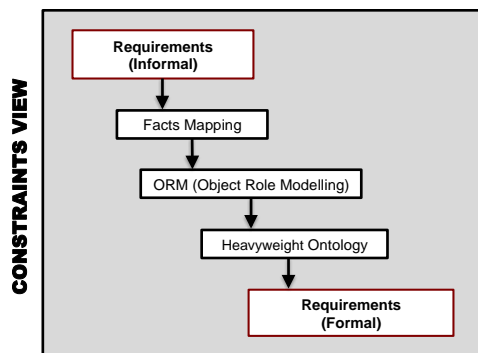 CONSTRAINTS VIEW
Requirements
(Informal)
Facts Mapping
ORM (Object Role Modelling)
Heavyweight Ontology
Requirements
(Formal)